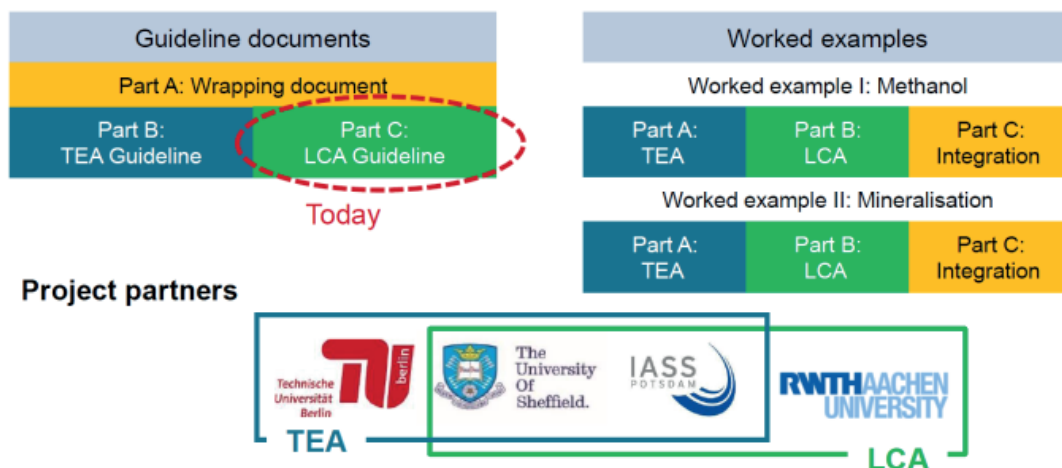 Guideline documents
Part A: Wrapping document
Part B:
TEA Guideline
Part C:
LCA Guideline
Today
Worked examples
Worked example I: Methanol
Part A:
TEA
Part B:
LCA
Part C:
Integration
Worked example II: Mineralisation
Part A:
TEA
Part B:
LCA
Part C:
Integration
Project partners
Technische
Universität
Berlin
berlin
The
University
Of
Sheffield.
IASS
POTSDAM
RWTHAACHEN
UNIVERSITY
TEA
LCA